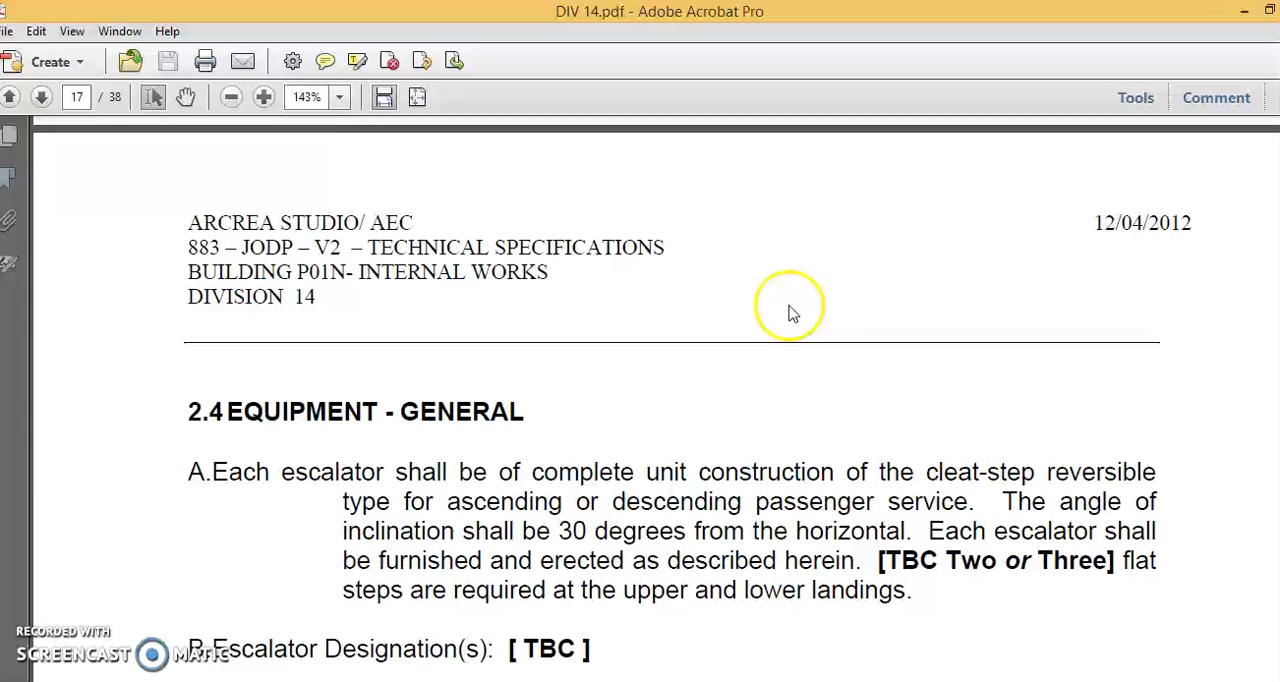 DIV 14.pdf - Adobe Acrobat Pro
File Edit View Window Help
Create
17 / 38 143% Tools Comment
ARCREA STUDIO/ AEC 12/04/2012
883 – JODP – V2 – TECHNICAL SPECIFICATIONS
BUILDING P01N- INTERNAL WORKS
DIVISION 14
2.4 EQUIPMENT - GENERAL
A.Each escalator shall be of complete unit construction of the cleat-step reversible
type for ascending or descending passenger service. The angle of
inclination shall be 30 degrees from the horizontal. Each escalator shall
be furnished and erected as described herein. [TBC Two or Three] flat
steps are required at the upper and lower landings.
B.Escalator Designation(s): [ TBC ]
RECORDED WITH
SCREENCAST MATIC